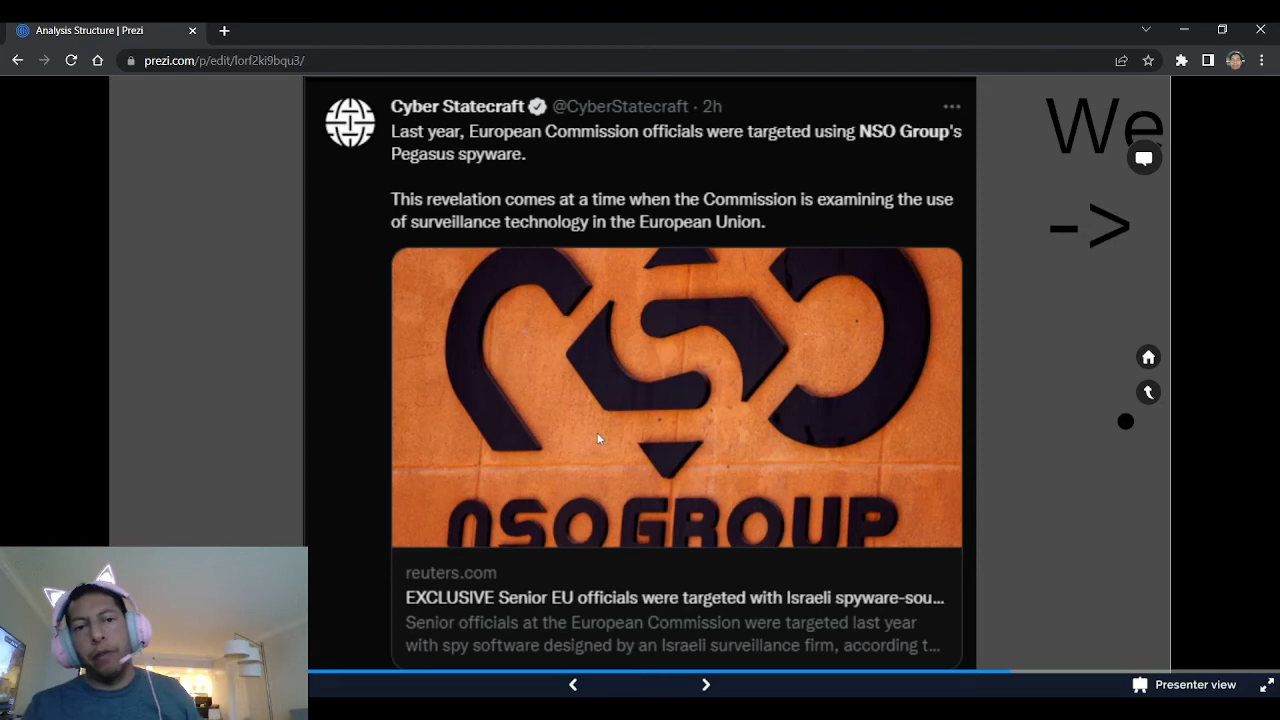 Analysis Structure | Prezi
prezi.com/p/edit/lorf2ki9bqu3/
Cyber Statecraft @CyberStatecraft · 2h
Last year, European Commission officials were targeted using NSO Group's
Pegasus spyware.
This revelation comes at a time when the Commission is examining the use
of surveillance technology in the European Union.
NSO GROUP
reuters.com
EXCLUSIVE Senior EU officials were targeted with Israeli spyware-sou...
Senior officials at the European Commission were targeted last year
with spy software designed by an Israeli surveillance firm, according t...
We
->
Presenter view